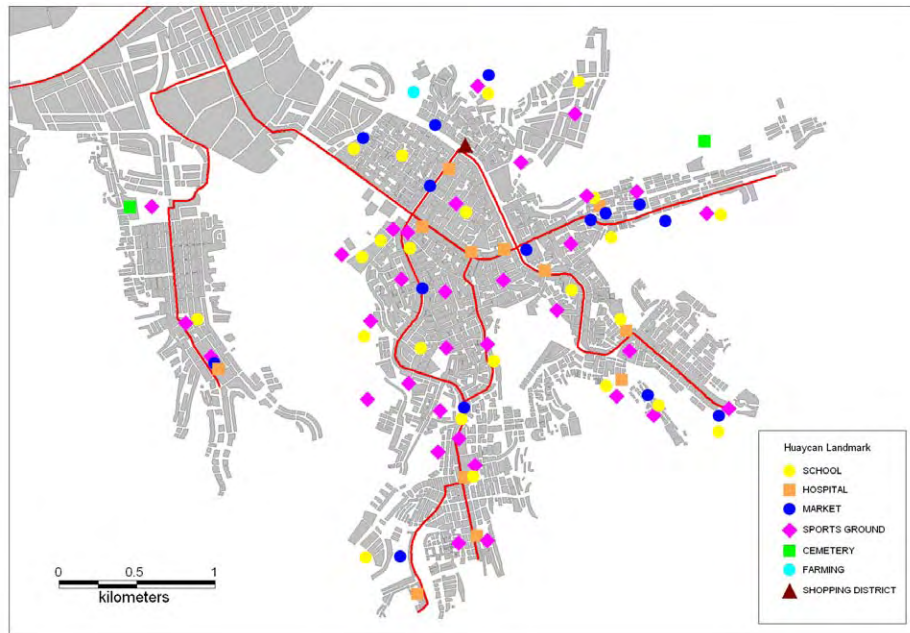 Huaycan Landmark
SCHOOL
HOSPITAL
MARKET
SPORTS GROUND
CEMETERY
FARMING
SHOPPING DISTRICT
0 0.5 1
kilometers